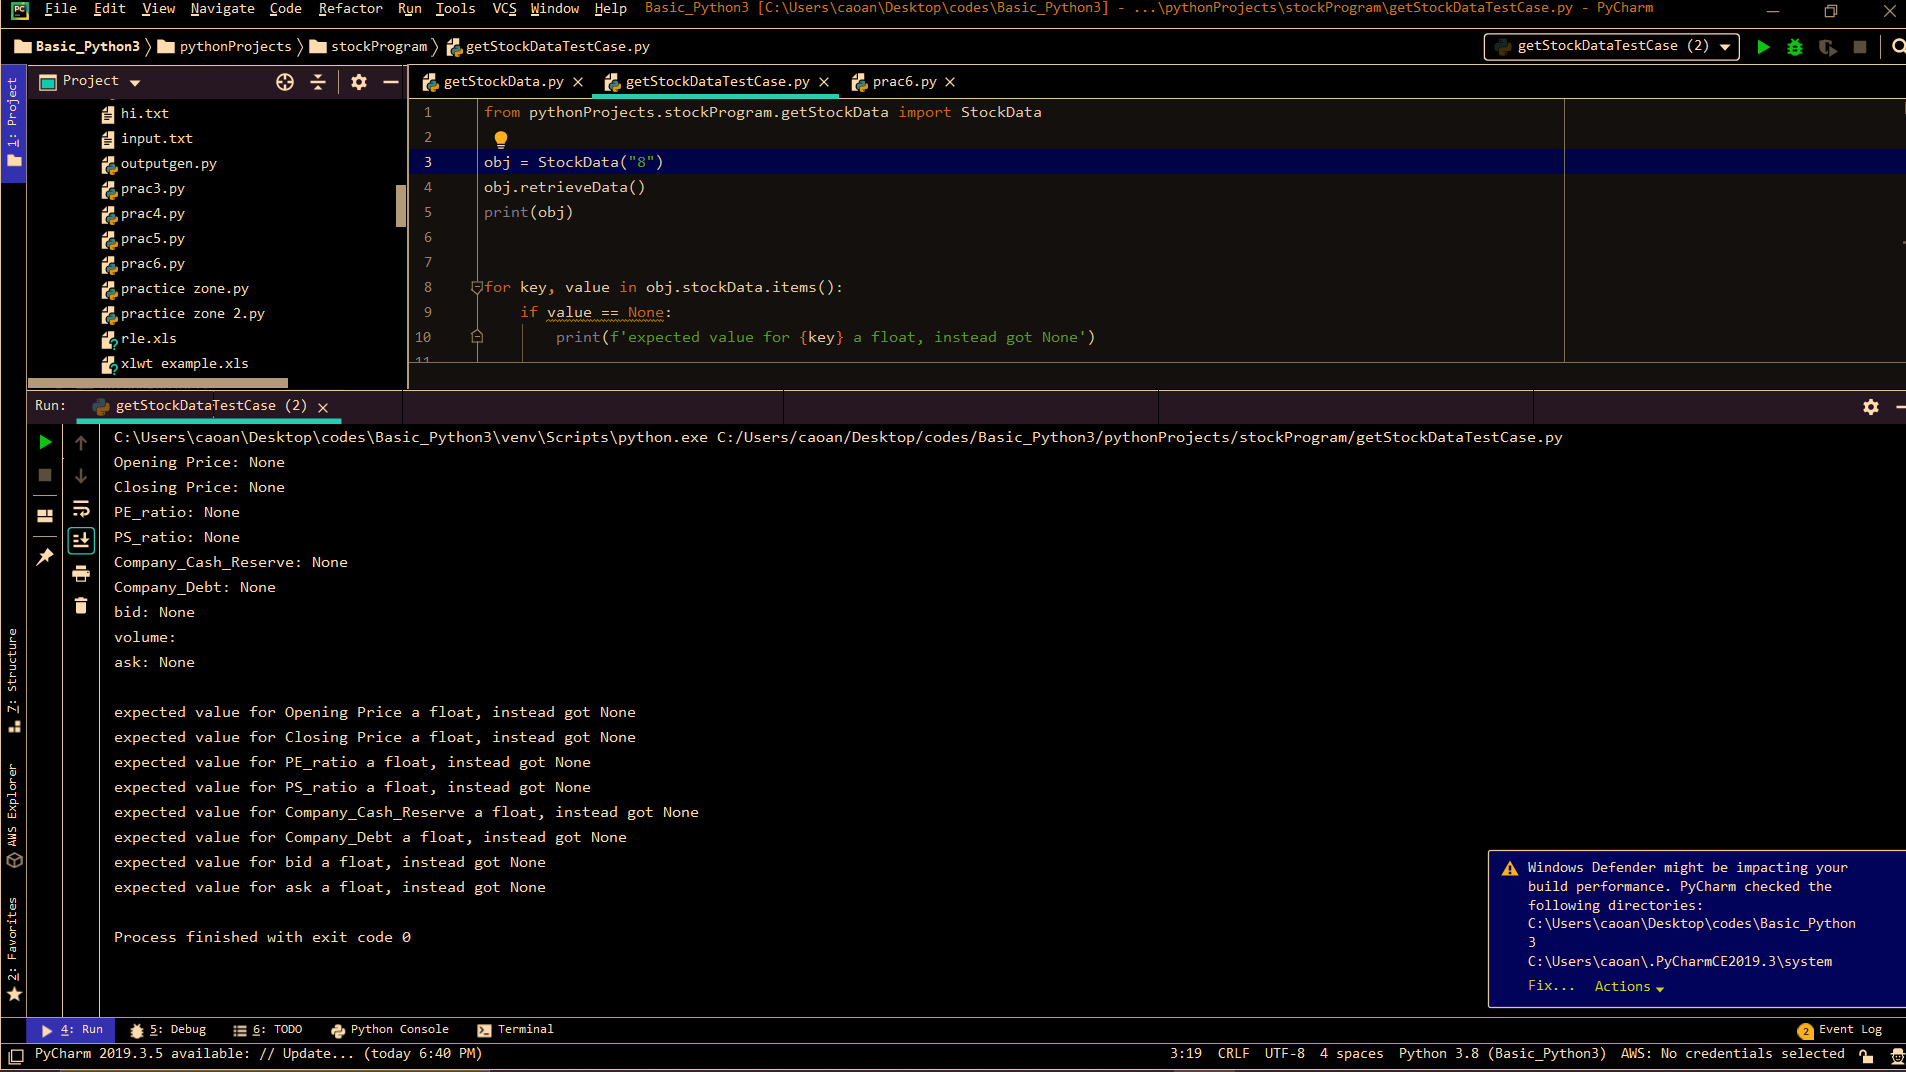 File Edit View Navigate Code Refactor Run Tools VCS Window Help Basic_Python3 [C:\Users\caoan\Desktop\codes\Basic_Python3] - ...\pythonProjects\stockProgram\getStockDataTestCase.py - PyCharm
Basic_Python3 pythonProjects stockProgram getStockDataTestCase.py getStockDataTestCase (2)
1: Project
Project
hi.txt
input.txt
outputgen.py
prac3.py
prac4.py
prac5.py
prac6.py
practice zone.py
practice zone 2.py
rle.xls
xlwt example.xls
getStockData.py getStockDataTestCase.py prac6.py
1 from pythonProjects.stockProgram.getStockData import StockData
2
3 obj = StockData("8")
4 obj.retrieveData()
5 print(obj)
6
7
8 for key, value in obj.stockData.items():
9 if value == None:
10 print(f'expected value for {key} a float, instead got None')
11
Run: getStockDataTestCase (2)
C:\Users\caoan\Desktop\codes\Basic_Python3\venv\Scripts\python.exe C:/Users/caoan/Desktop/codes/Basic_Python3/pythonProjects/stockProgram/getStockDataTestCase.py
Opening Price: None
Closing Price: None
PE_ratio: None
PS_ratio: None
Company_Cash_Reserve: None
Company_Debt: None
bid: None
volume:
ask: None
expected value for Opening Price a float, instead got None
expected value for Closing Price a float, instead got None
expected value for PE_ratio a float, instead got None
expected value for PS_ratio a float, instead got None
expected value for Company_Cash_Reserve a float, instead got None
expected value for Company_Debt a float, instead got None
expected value for bid a float, instead got None
expected value for ask a float, instead got None
Process finished with exit code 0
7: Structure
AWS Explorer
2: Favorites
Windows Defender might be impacting your
build performance. PyCharm checked the
following directories:
C:\Users\caoan\Desktop\codes\Basic_Python
3
C:\Users\caoan\.PyCharmCE2019.3\system
Fix... Actions
4: Run 5: Debug 6: TODO Python Console Terminal 2 Event Log
PyCharm 2019.3.5 available: // Update... (today 6:40 PM) 3:19 CRLF UTF-8 4 spaces Python 3.8 (Basic_Python3) AWS: No credentials selected